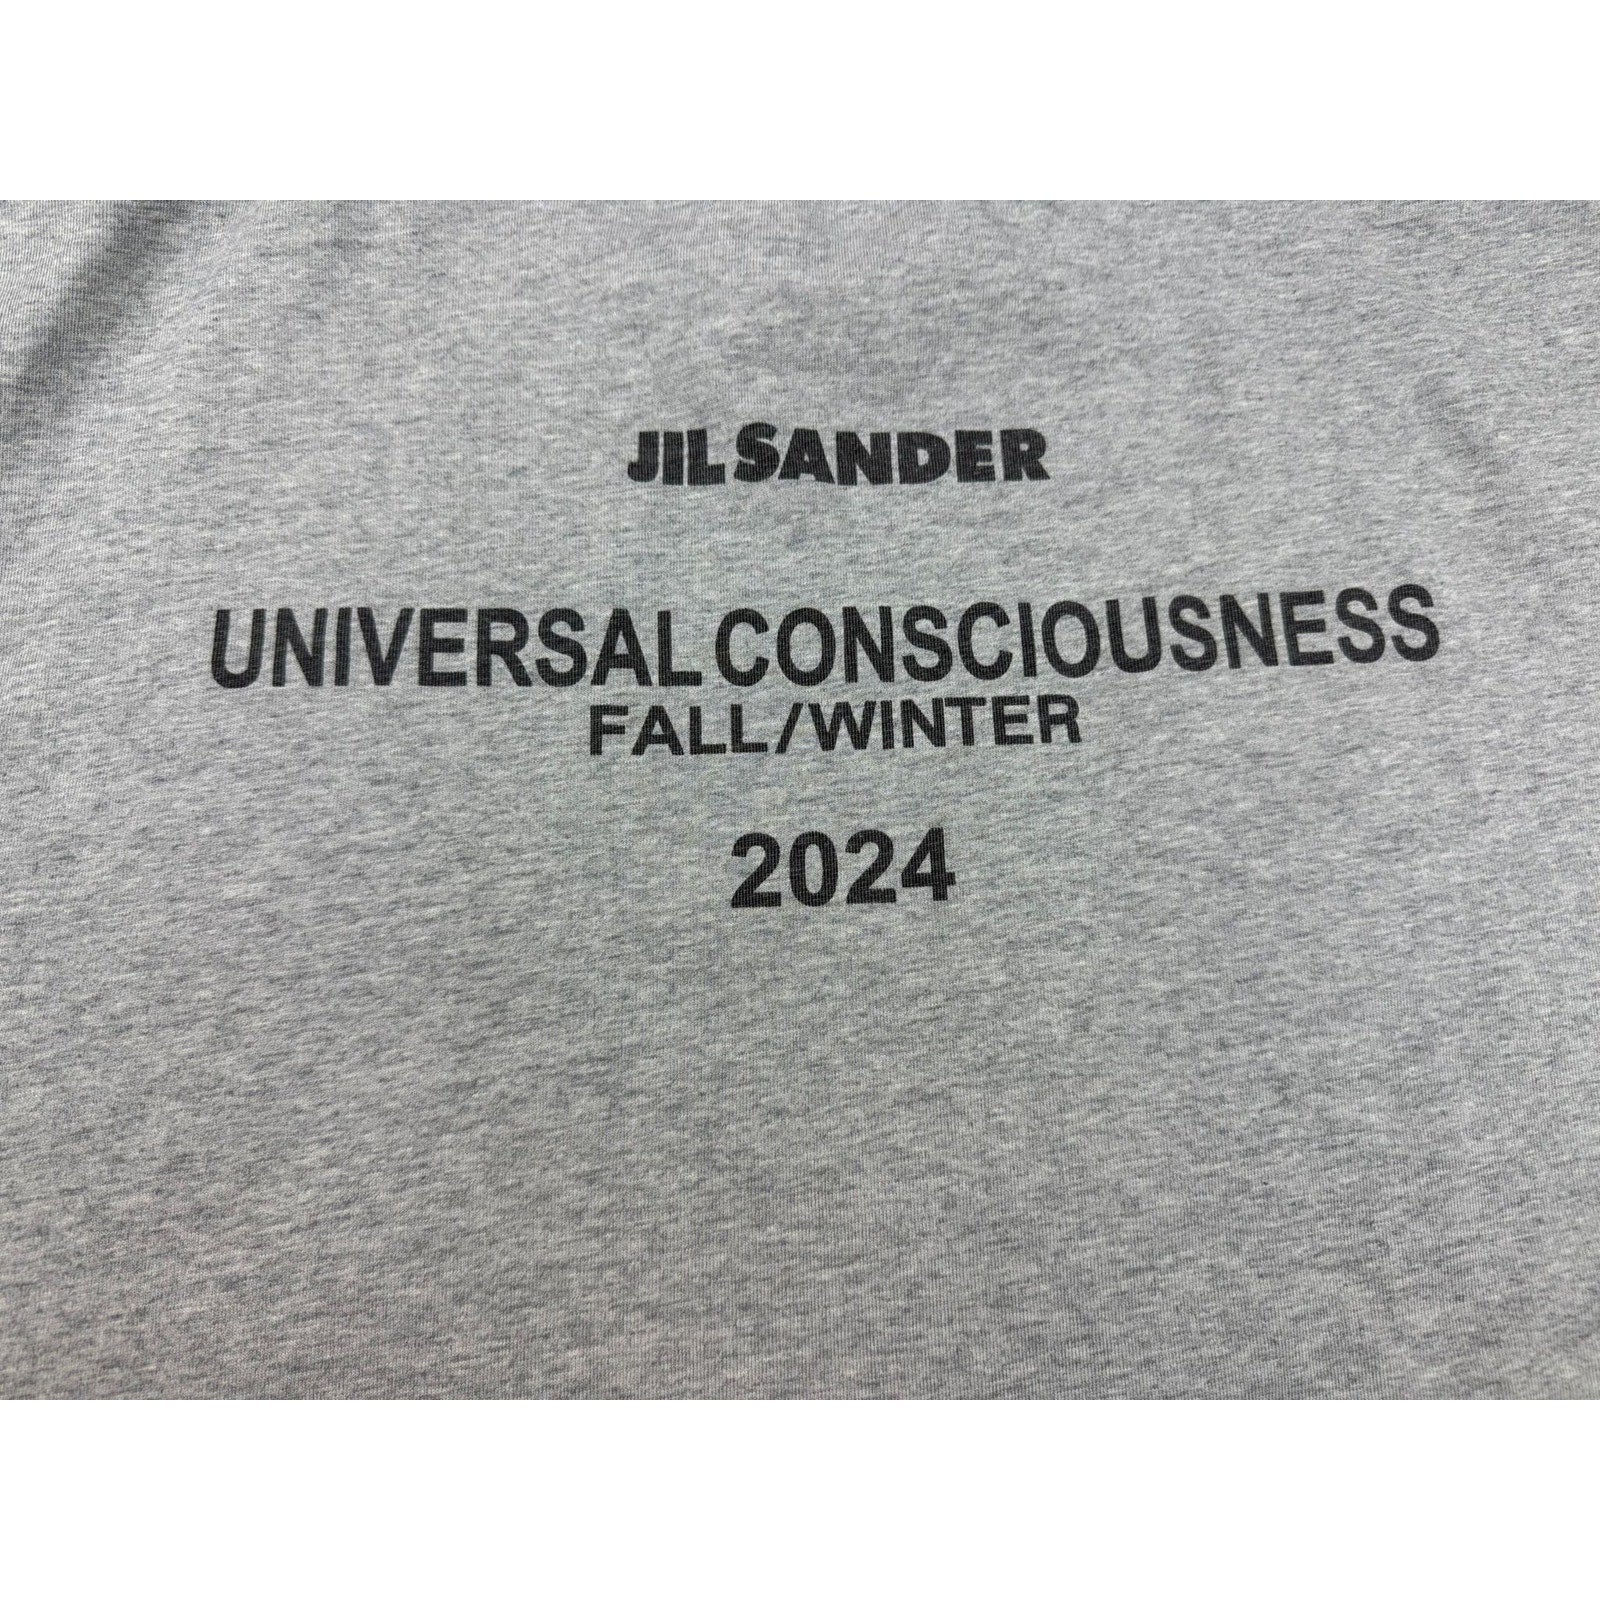 JIL SANDER
UNIVERSAL CONSCIOUSNESS
FALL/WINTER
2024